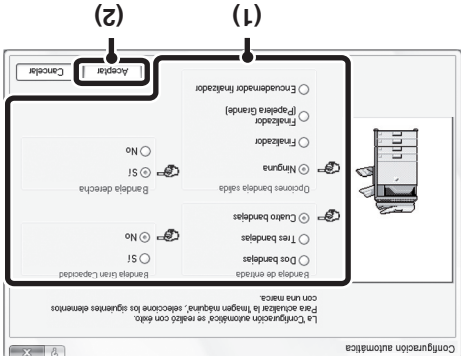 Configuración automática
? X
La 'Configuración automática', se realizó con éxito.
Para actualizar la 'Imagen máquina', seleccione los siguientes elementos
con una marca.
Bandeja de entrada
Dos bandejas
Tres bandejas
Cuatro bandejas
Bandeja Gran Capacidad
Sí
No
Opciones bandeja salida
Ninguna
Finalizador
Finalizador
(Papelera Grande)
Encuadernador finalizador
Bandeja derecha
Sí
No
Aceptar
Cancelar
(1)
(2)